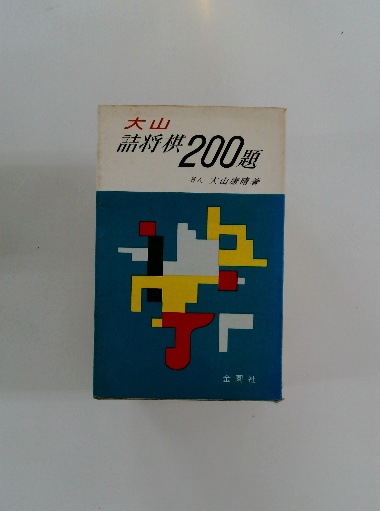 大山
詰将棋200題
名人 大山康晴著
金園社